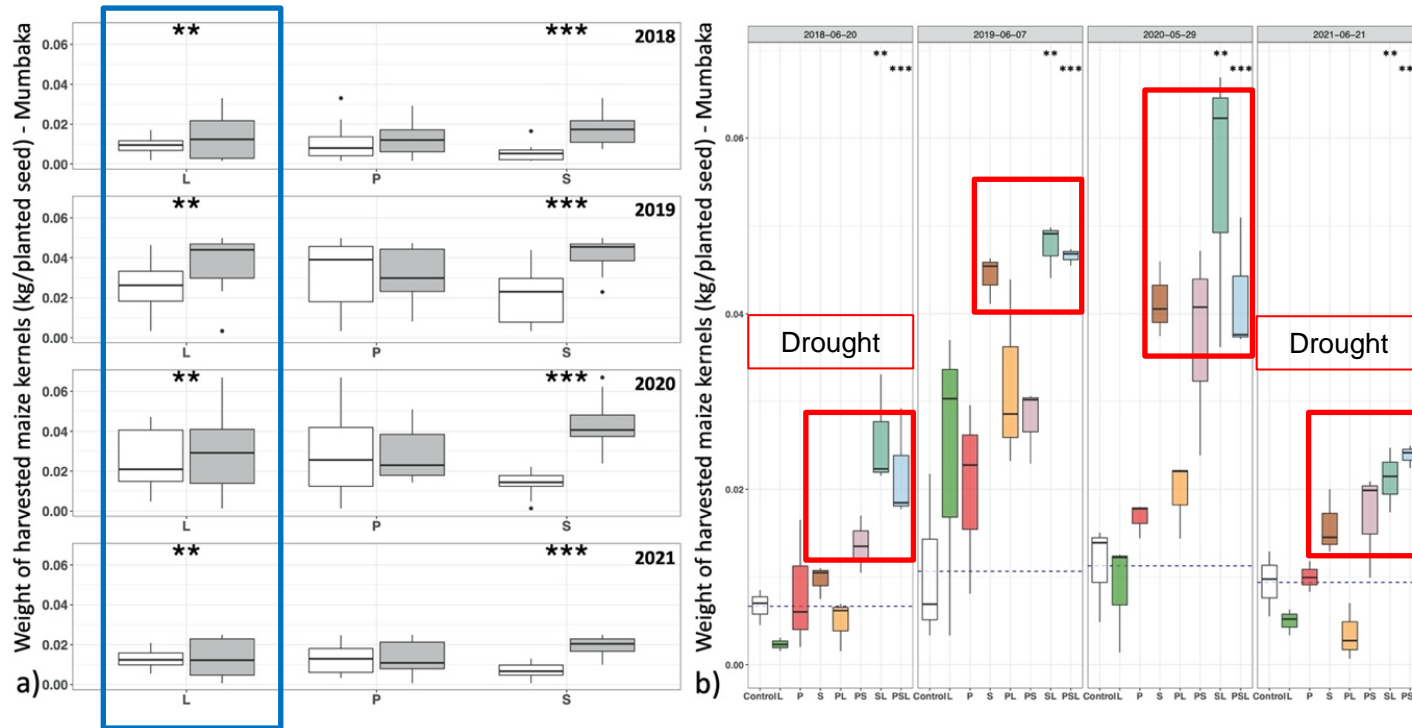 Weight of harvested maize kernels (kg/planted seed) - Mumbaka
0.06
0.04
0.02
0.00
**
***
2018
L
P
S
0.06
0.04
0.02
0.00
**
***
2019
L
P
S
0.06
0.04
0.02
0.00
**
***
2020
L
P
S
0.06
0.04
0.02
0.00
**
***
2021
L
P
S
a)
Weight of harvested maize kernels (kg/planted seed) - Mumbaka
0.06
0.04
0.02
0.00
2018-06-20
2019-06-07
2020-05-29
2021-06-21
** ** ** **
*** *** *** **
Drought
Drought
Control L P S PL PS SL PSL
Control L P S PL PS SL PSL
Control L P S PL PS SL PSL
Control L P S PL PS SL PS
b)